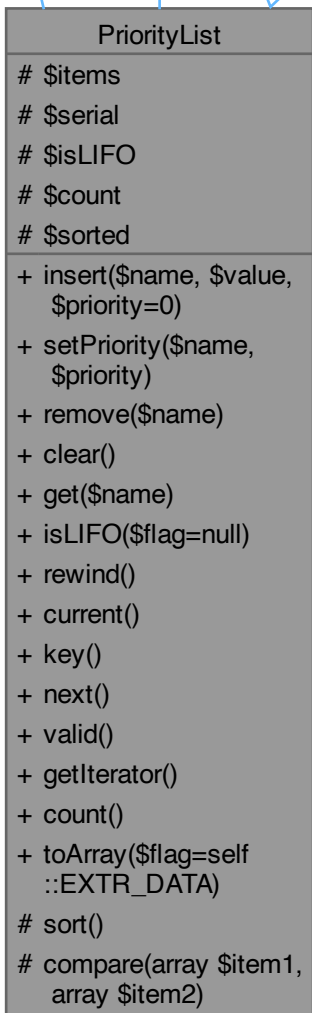 PriorityList
# $items
# $serial
# $isLIFO
# $count
# $sorted
+ insert($name, $value,
$priority=0)
+ setPriority($name,
$priority)
+ remove($name)
+ clear()
+ get($name)
+ isLIFO($flag=null)
+ rewind()
+ current()
+ key()
+ next()
+ valid()
+ getIterator()
+ count()
+ toArray($flag=self
::EXTR_DATA)
# sort()
# compare(array $item1,
array $item2)